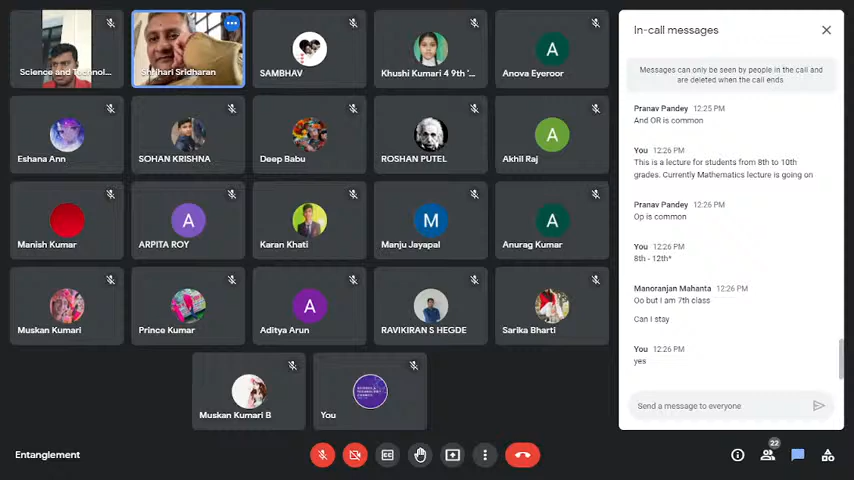 In-call messages
Science and Technol...
Shrihari Sridharan
SAMBHAV
Khushi Kumari 4 9th '...
A
Anova Eyeroor
Messages can only be seen by people in the call and
are deleted when the call ends
Eshana Ann
SOHAN KRISHNA
Deep Babu
ROSHAN PUTEL
A
Akhil Raj
Manish Kumar
A
ARPITA ROY
Karan Khati
M
Manju Jayapal
A
Anurag Kumar
Muskan Kumari
Prince Kumar
A
Aditya Arun
RAVIKIRAN S HEGDE
Sarika Bharti
Muskan Kumari B
You
Pranav Pandey 12:25 PM
And OR is common
You 12:26 PM
This is a lecture for students from 8th to 10th
grades. Currently Mathematics lecture is going on
Pranav Pandey 12:26 PM
Op is common
You 12:26 PM
8th - 12th*
Manoranjan Mahanta 12:26 PM
Oo but I am 7th class
Can I stay
You 12:26 PM
yes
Send a message to everyone
Entanglement
22